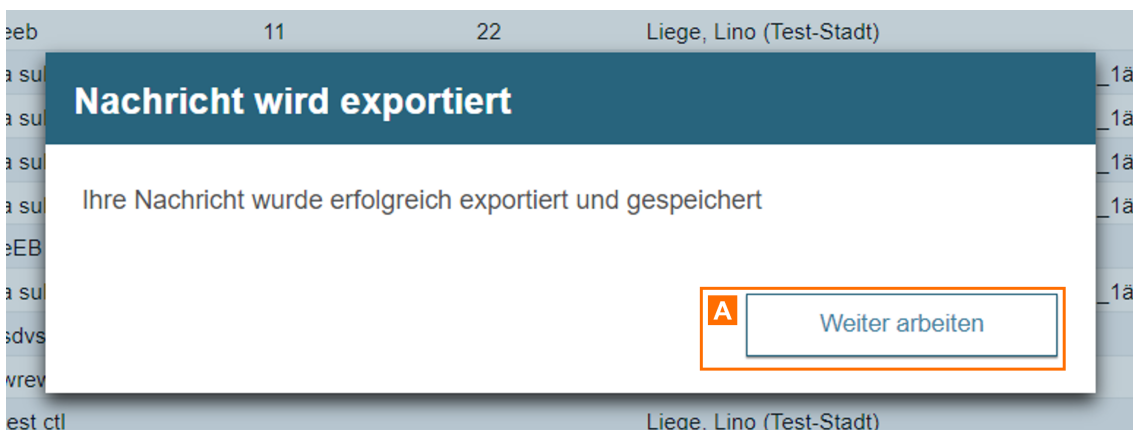 11 22 Liege, Lino (Test-Stadt)
Nachricht wird exportiert
Ihre Nachricht wurde erfolgreich exportiert und gespeichert
A Weiter arbeiten
ctl Liege, Lino (Test-Stadt)